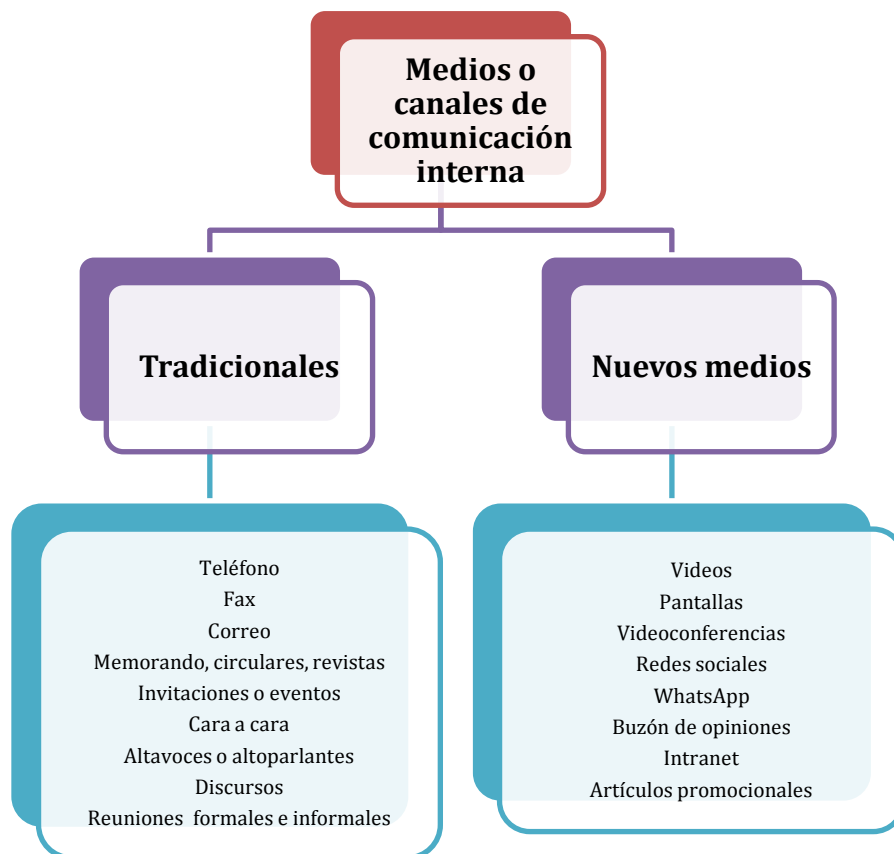 Medios o
canales de
comunicación
interna
Tradicionales
Nuevos medios
Teléfono
Fax
Correo
Memorando, circulares, revistas
Invitaciones o eventos
Cara a cara
Altavoces o altoparlantes
Discursos
Reuniones formales e informales
Videos
Pantallas
Videoconferencias
Redes sociales
WhatsApp
Buzón de opiniones
Intranet
Artículos promocionales